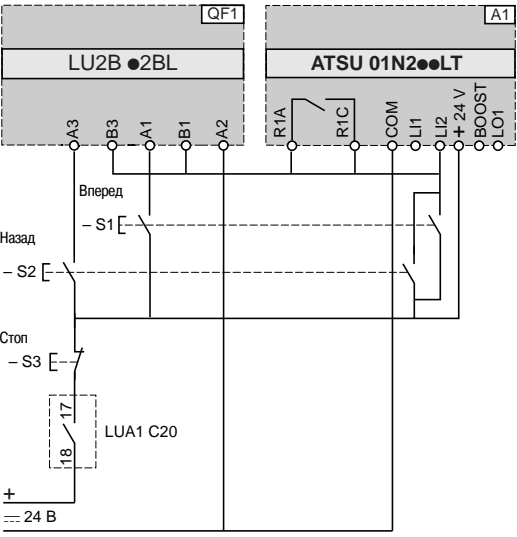 QF1
A1
LU2B ●2BL
ATSU 01N2●●LT
A3
B3
A1
B1
A2
R1A
R1C
COM
LI1
LI2
+ 24 V
BOOST
LO1
Вперед
– S1
Назад
– S2
Стоп
– S3
17
18
LUA1 C20
+
24 В